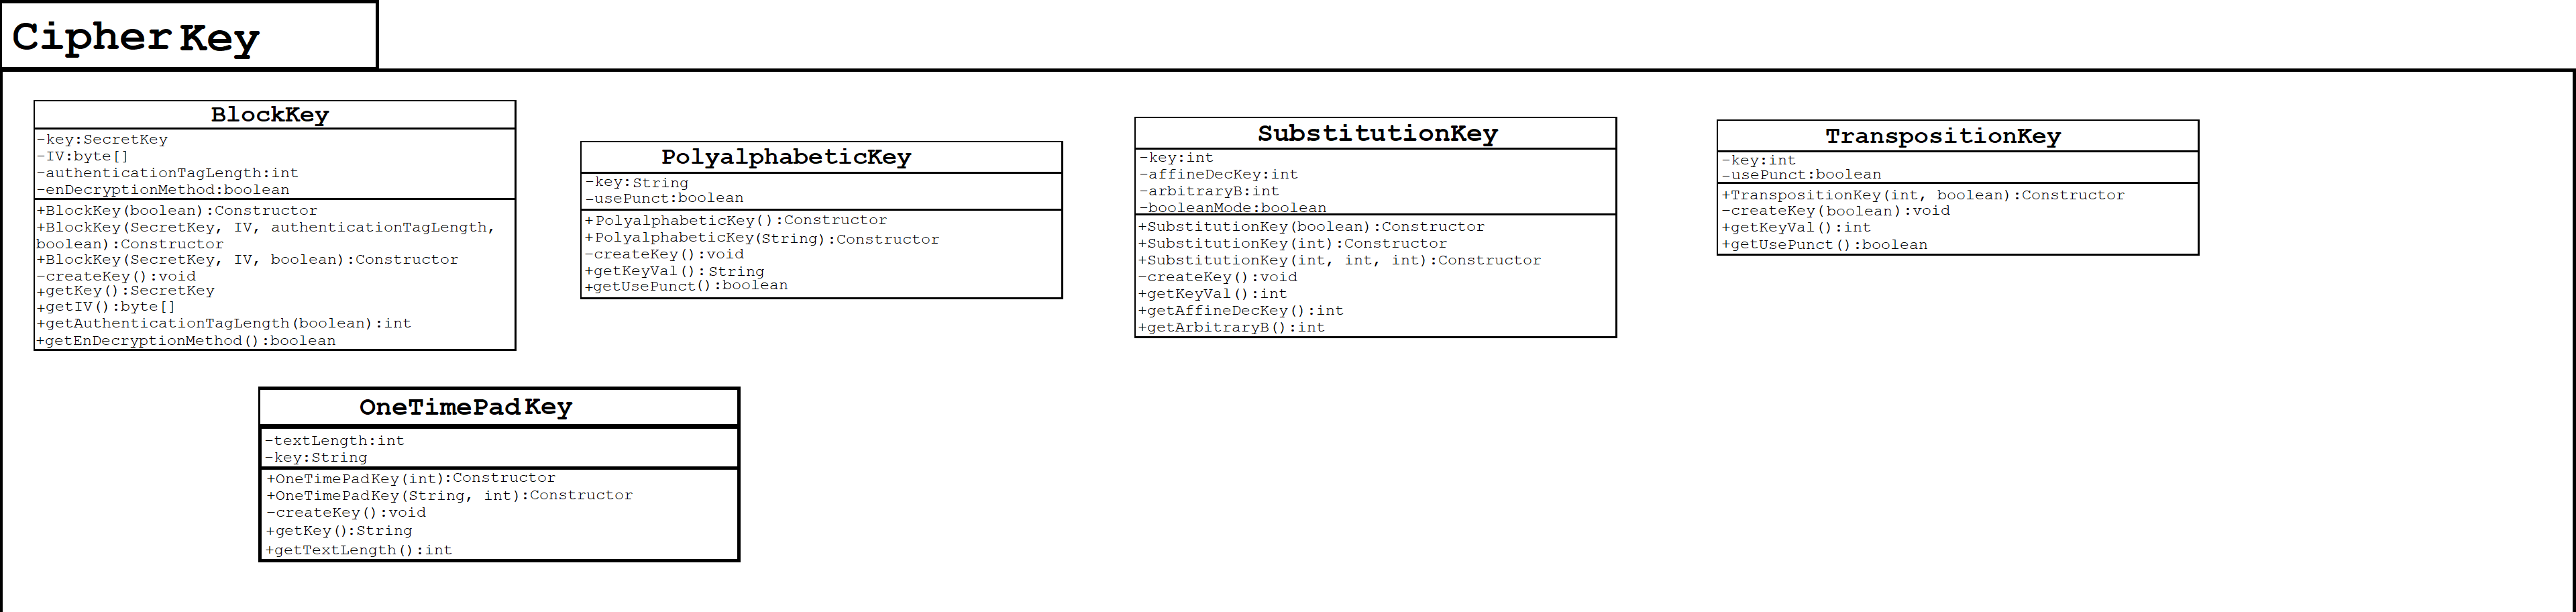 CipherKey
BlockKey
-key:SecretKey
-IV:byte[]
-authenticationTagLength:int
-enDecryptionMethod:boolean
+BlockKey(boolean):Constructor
+BlockKey(SecretKey, IV, authenticationTagLength,
boolean):Constructor
+BlockKey(SecretKey, IV, boolean):Constructor
-createKey():void
+getKey():SecretKey
+getIV():byte[]
+getAuthenticationTagLength(boolean):int
+getEnDecryptionMethod():boolean
PolyalphabeticKey
-key:String
-usePunct:boolean
+PolyalphabeticKey():Constructor
+PolyalphabeticKey(String):Constructor
-createKey():void
+getKeyVal():String
+getUsePunct():boolean
SubstitutionKey
-key:int
-affineDecKey:int
-arbitraryB:int
-booleanMode:boolean
+SubstitutionKey(boolean):Constructor
+SubstitutionKey(int):Constructor
+SubstitutionKey(int, int, int):Constructor
-createKey():void
+getKeyVal():int
+getAffineDecKey():int
+getArbitraryB():int
TranspositionKey
-key:int
-usePunct:boolean
+TranspositionKey(int, boolean):Constructor
-createKey(boolean):void
+getKeyVal():int
+getUsePunct():boolean
OneTimePadKey
-textLength:int
-key:String
+OneTimePadKey(int):Constructor
+OneTimePadKey(String, int):Constructor
-createKey():void
+getKey():String
+getTextLength():int